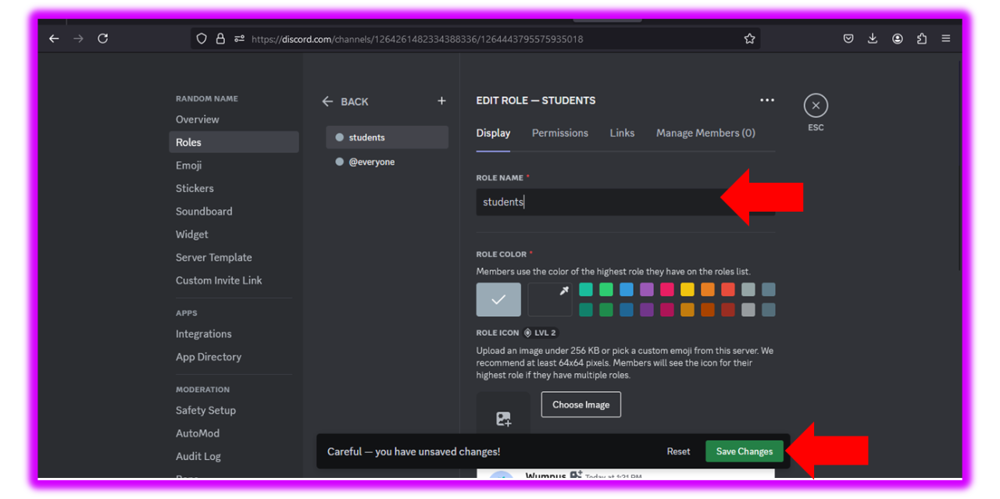 https://discord.com/channels/1264261482334388336/1264443795575935018
RANDOM NAME
Overview
Roles
Emoji
Stickers
Soundboard
Widget
Server Template
Custom Invite Link
APPS
Integrations
App Directory
MODERATION
Safety Setup
AutoMod
Audit Log
BACK +
students
@everyone
EDIT ROLE — STUDENTS
Display Permissions Links Manage Members (0)
ROLE NAME *
students
ROLE COLOR *
Members use the color of the highest role they have on the roles list.
ROLE ICON LVL 2
Upload an image under 256 KB or pick a custom emoji from this server. We
recommend at least 64x64 pixels. Members will see the icon for their
highest role if they have multiple roles.
Choose Image
ESC
Careful — you have unsaved changes! Reset Save Changes
Wumpus Today at 1:21 PM